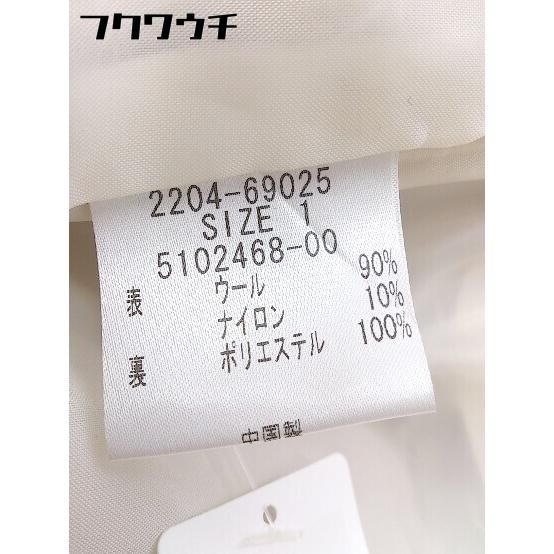 フクワウチ
2204-69025
SIZE 1
5102468-00
表 ウール 90%
ナイロン 10%
裏 ポリエステル 100%
中国製